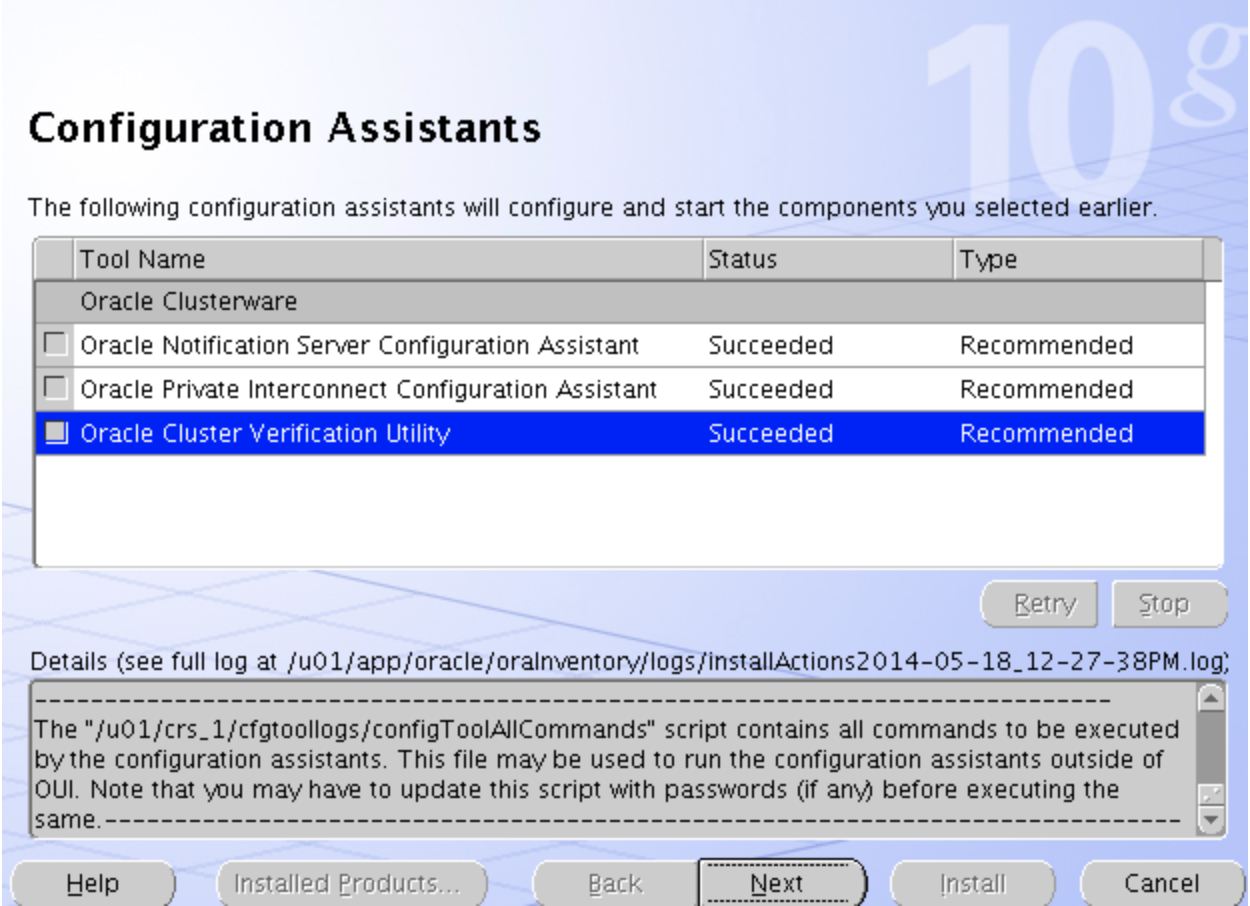 10g
Configuration Assistants
The following configuration assistants will configure and start the components you selected earlier.
Tool Name Status Type
Oracle Clusterware
Oracle Notification Server Configuration Assistant Succeeded Recommended
Oracle Private Interconnect Configuration Assistant Succeeded Recommended
Oracle Cluster Verification Utility Succeeded Recommended
Retry Stop
Details (see full log at /u01/app/oracle/oraInventory/logs/installActions2014-05-18_12-27-38PM.log)
-----------------------------------------------------------------------------
The "/u01/crs_1/cfgtoollogs/configToolAllCommands" script contains all commands to be executed
by the configuration assistants. This file may be used to run the configuration assistants outside of
OUI. Note that you may have to update this script with passwords (if any) before executing the
same.-----------------------------------------------------------------------------
Help Installed Products... Back Next Install Cancel